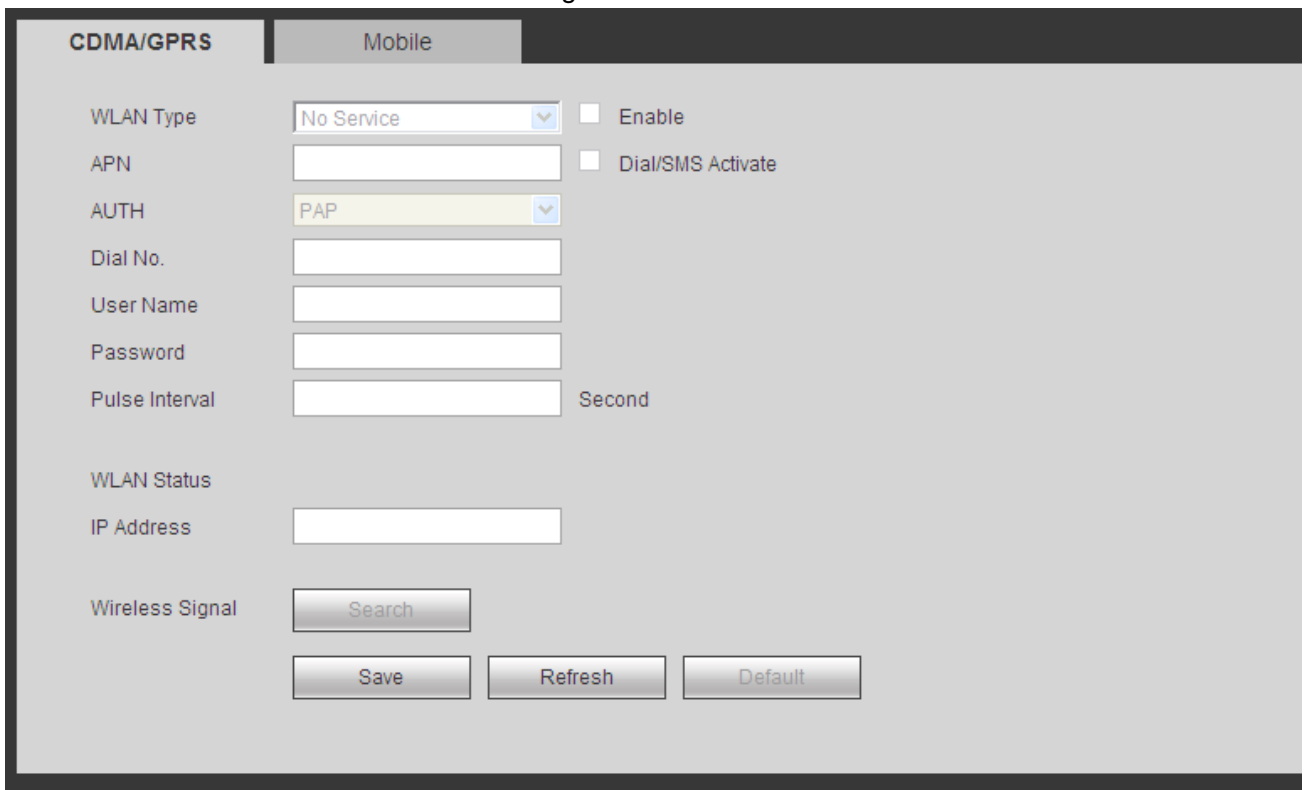 CDMA/GPRS Mobile
WLAN Type No Service Enable
APN Dial/SMS Activate
AUTH PAP
Dial No.
User Name
Password
Pulse Interval Second
WLAN Status
IP Address
Wireless Signal Search
Save Refresh Default